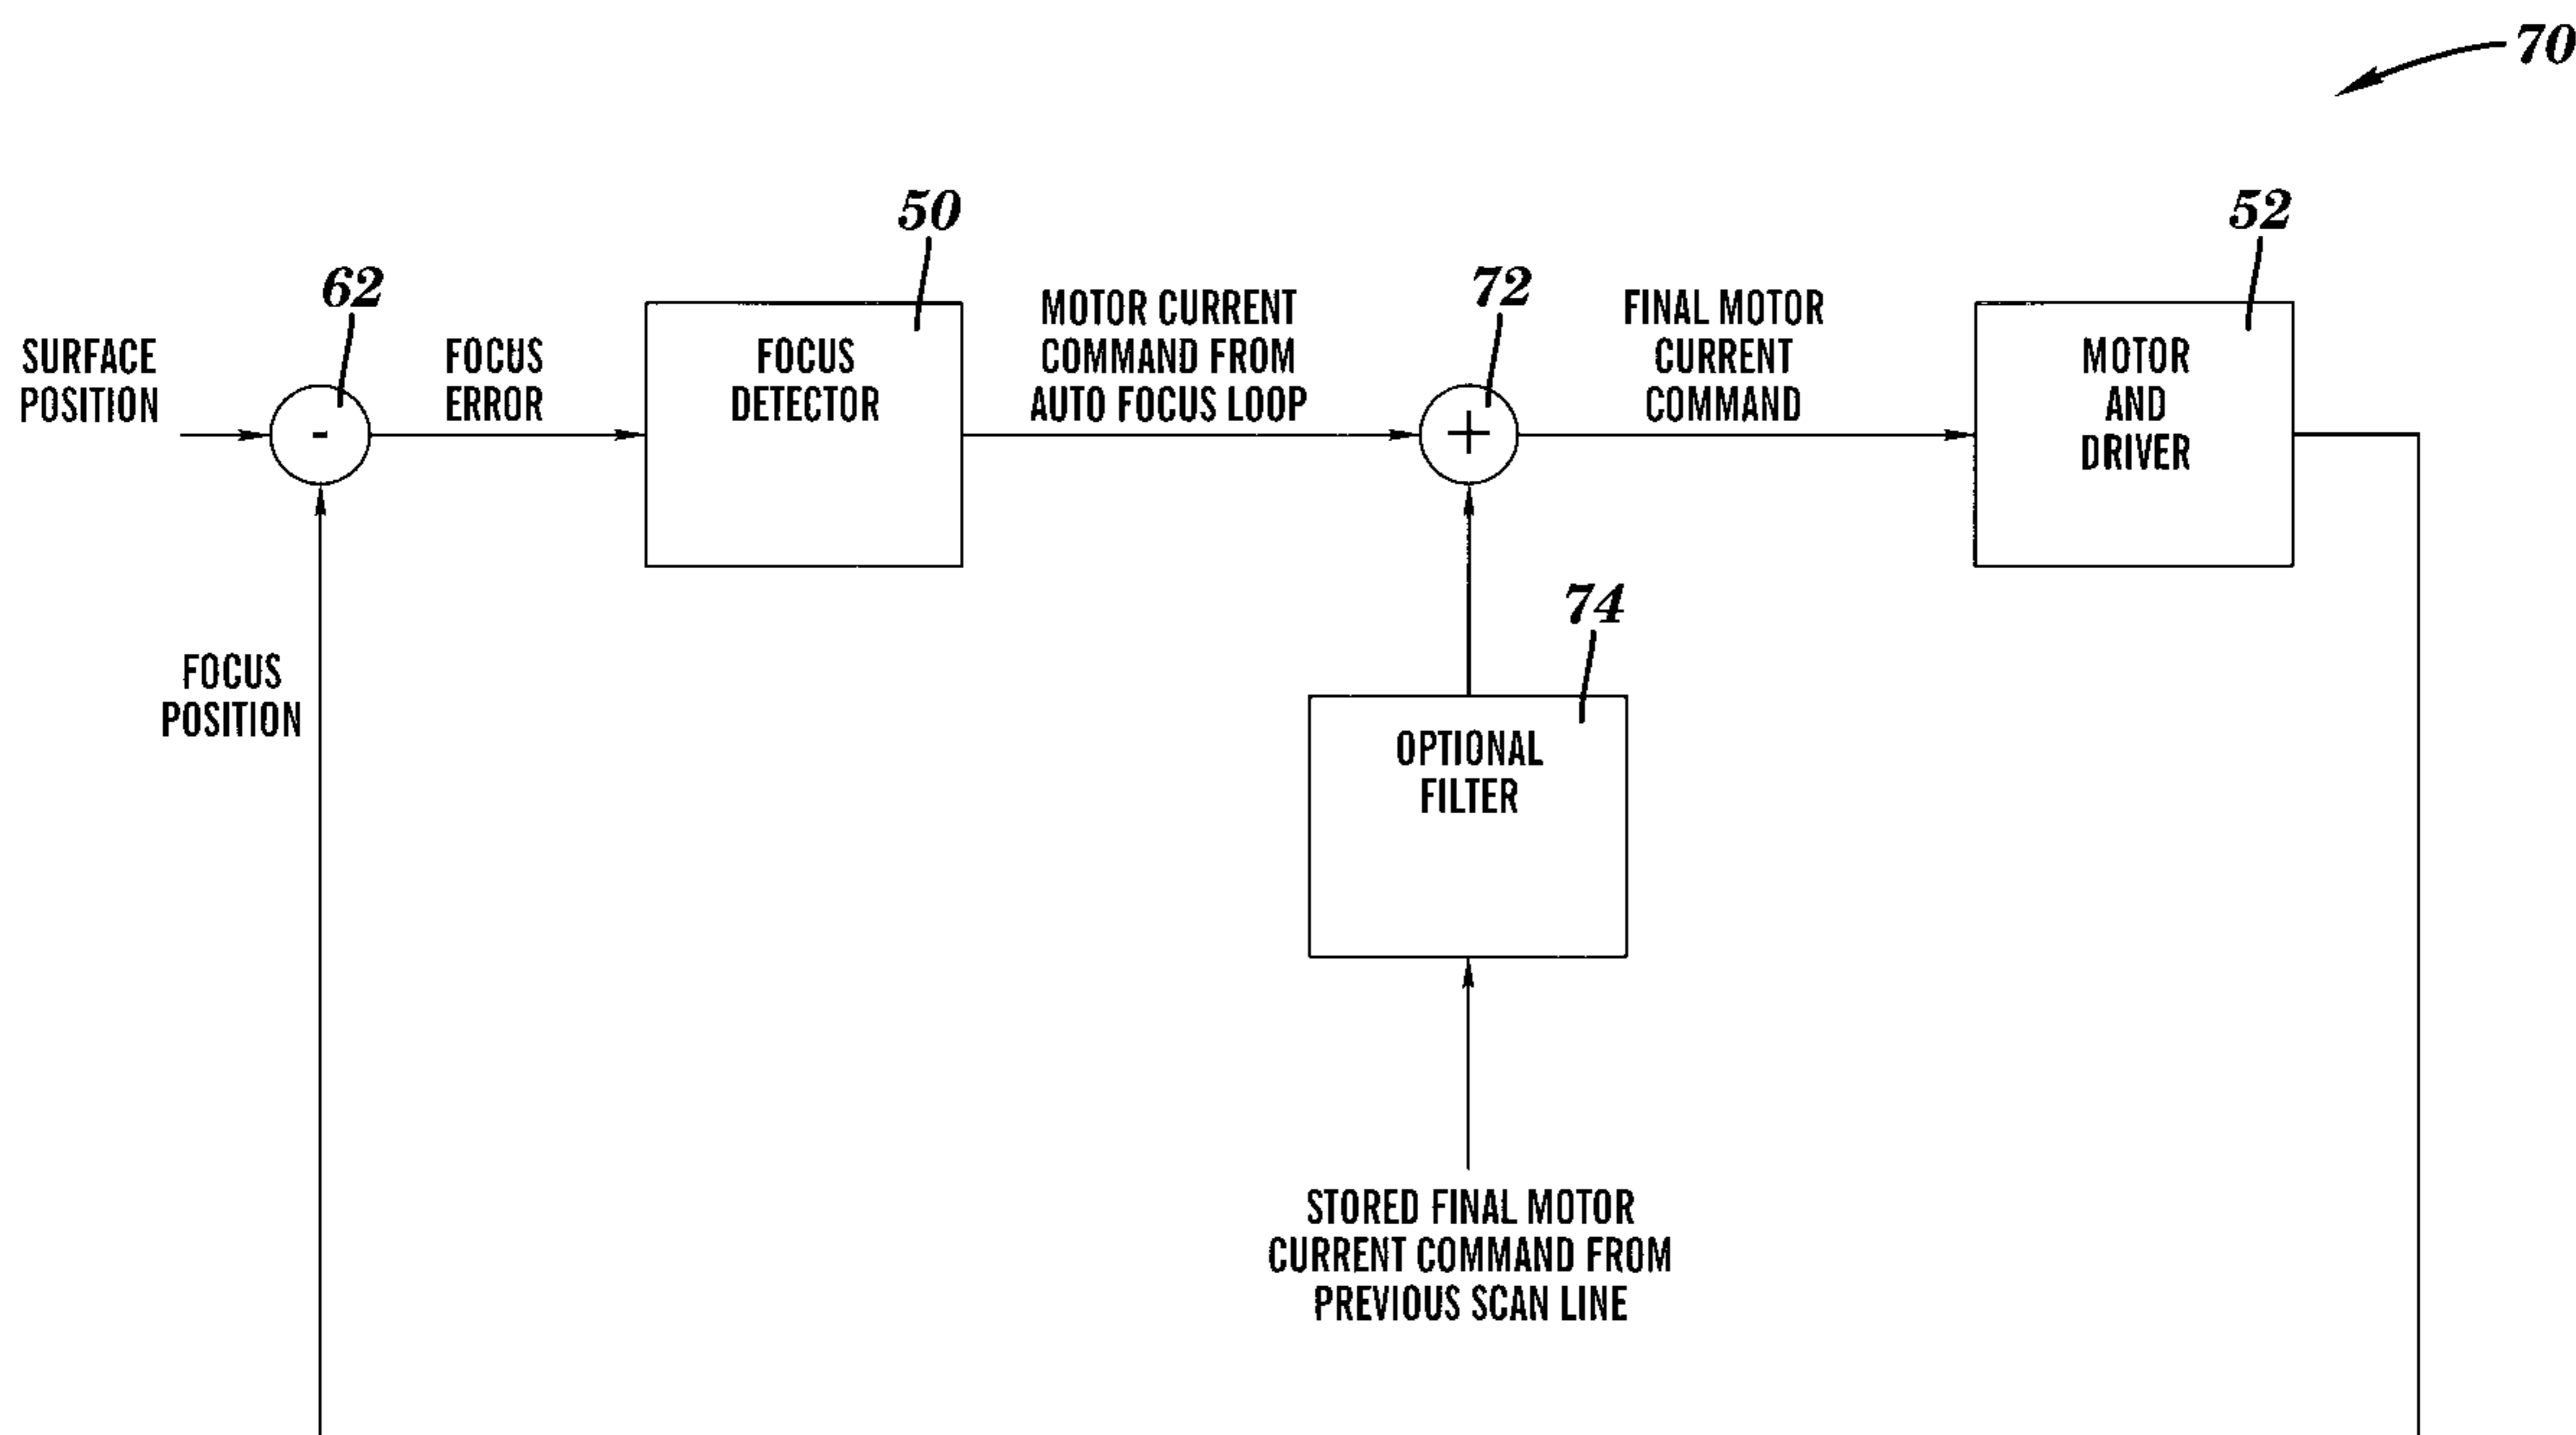 70
50
52
62
72
SURFACE
POSITION
FOCUS
ERROR
FOCUS
DETECTOR
MOTOR CURRENT
COMMAND FROM
AUTO FOCUS LOOP
-
+
FINAL MOTOR
CURRENT
COMMAND
MOTOR
AND
DRIVER
74
FOCUS
POSITION
OPTIONAL
FILTER
STORED FINAL MOTOR
CURRENT COMMAND FROM
PREVIOUS SCAN LINE